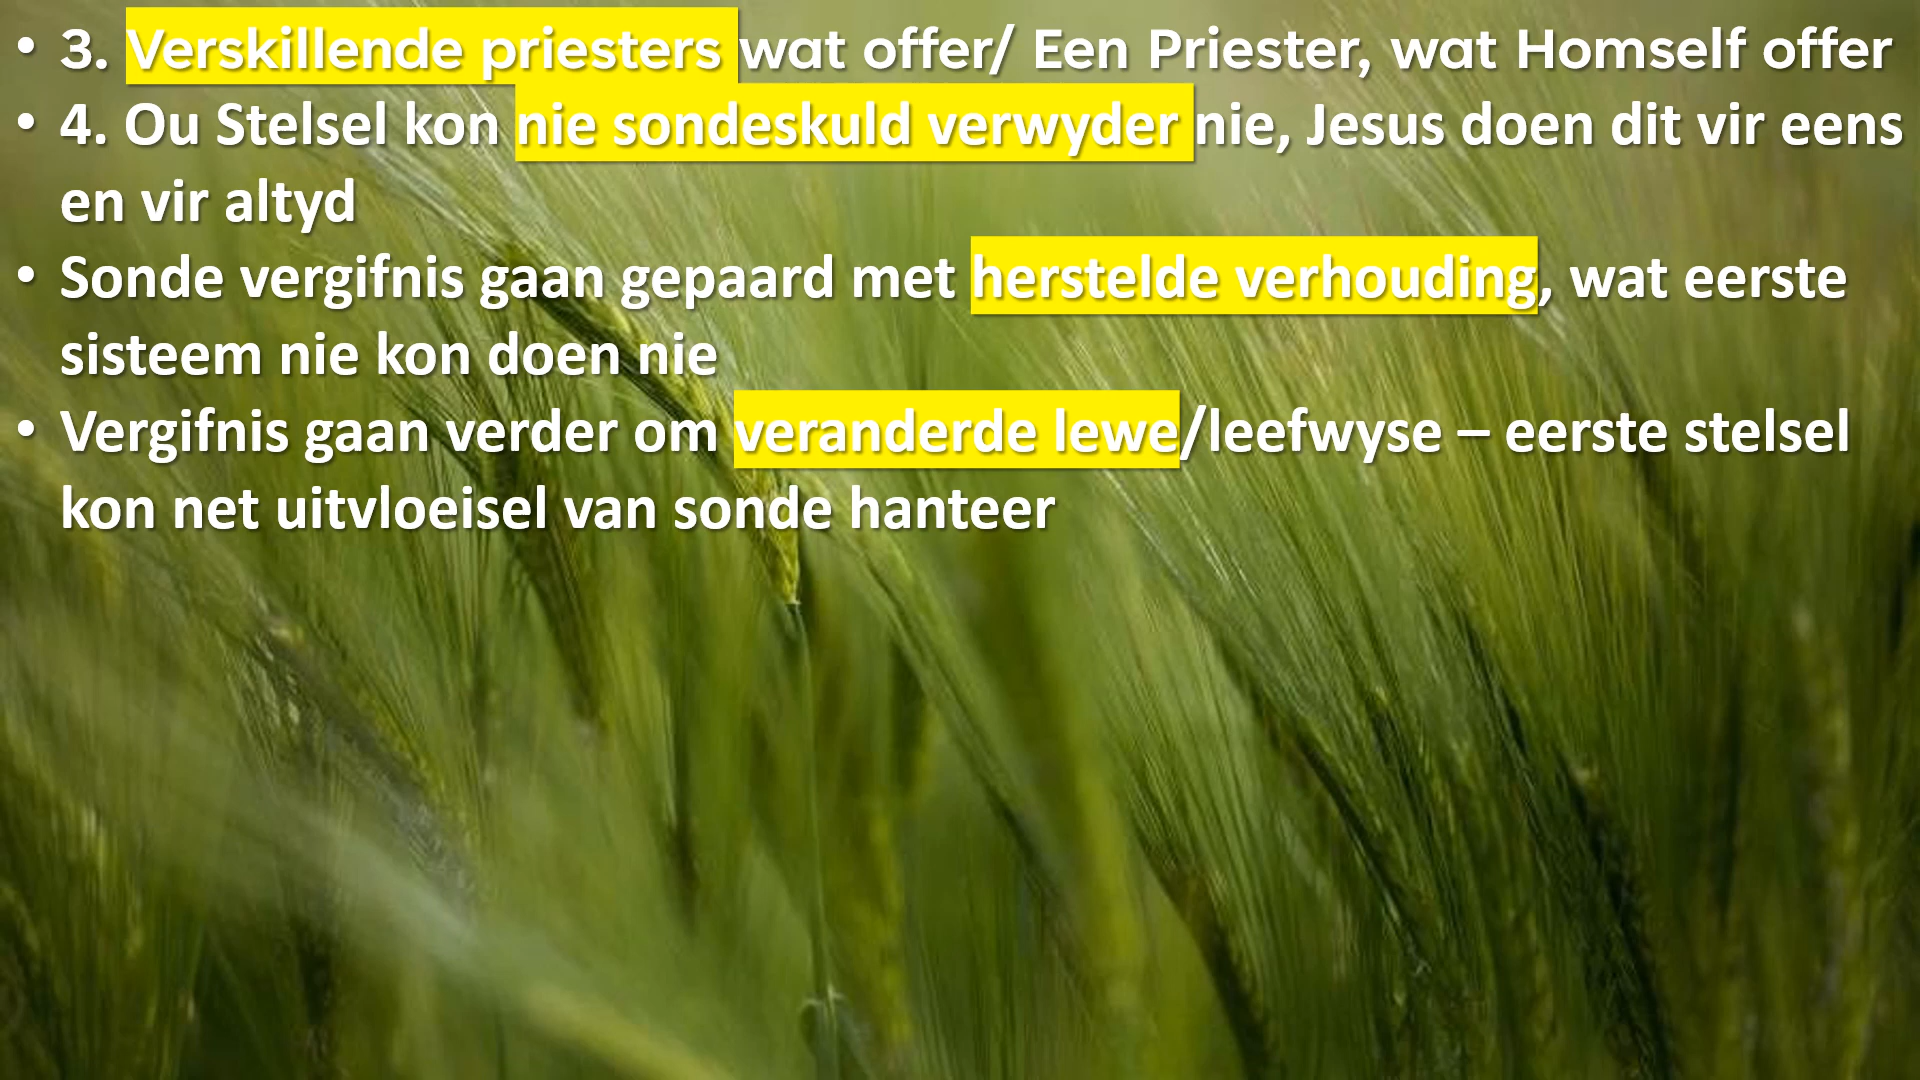 • 3. Verskillende priesters wat offer/ Een Priester, wat Homself offer
• 4. Ou Stelsel kon nie sondeskuld verwyder nie, Jesus doen dit vir eens
en vir altyd
• Sonde vergifnis gaan gepaard met herstelde verhouding, wat eerste
sisteem nie kon doen nie
• Vergifnis gaan verder om veranderde lewe/leefwyse – eerste stelsel
kon net uitvloeisel van sonde hanteer